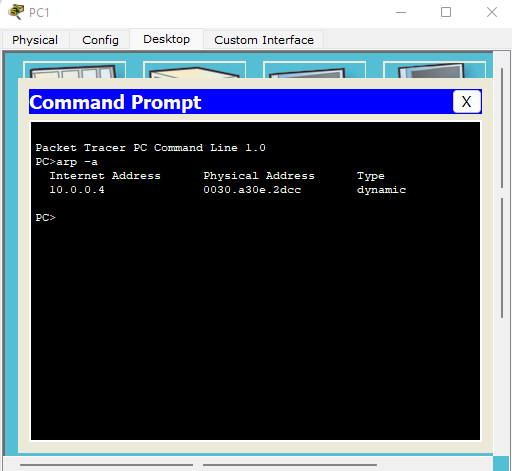 PC1
Physical Config Desktop Custom Interface
Command Prompt X
Packet Tracer PC Command Line 1.0
PC>arp -a
Internet Address Physical Address Type
10.0.0.4 0030.a30e.2dcc dynamic
PC>